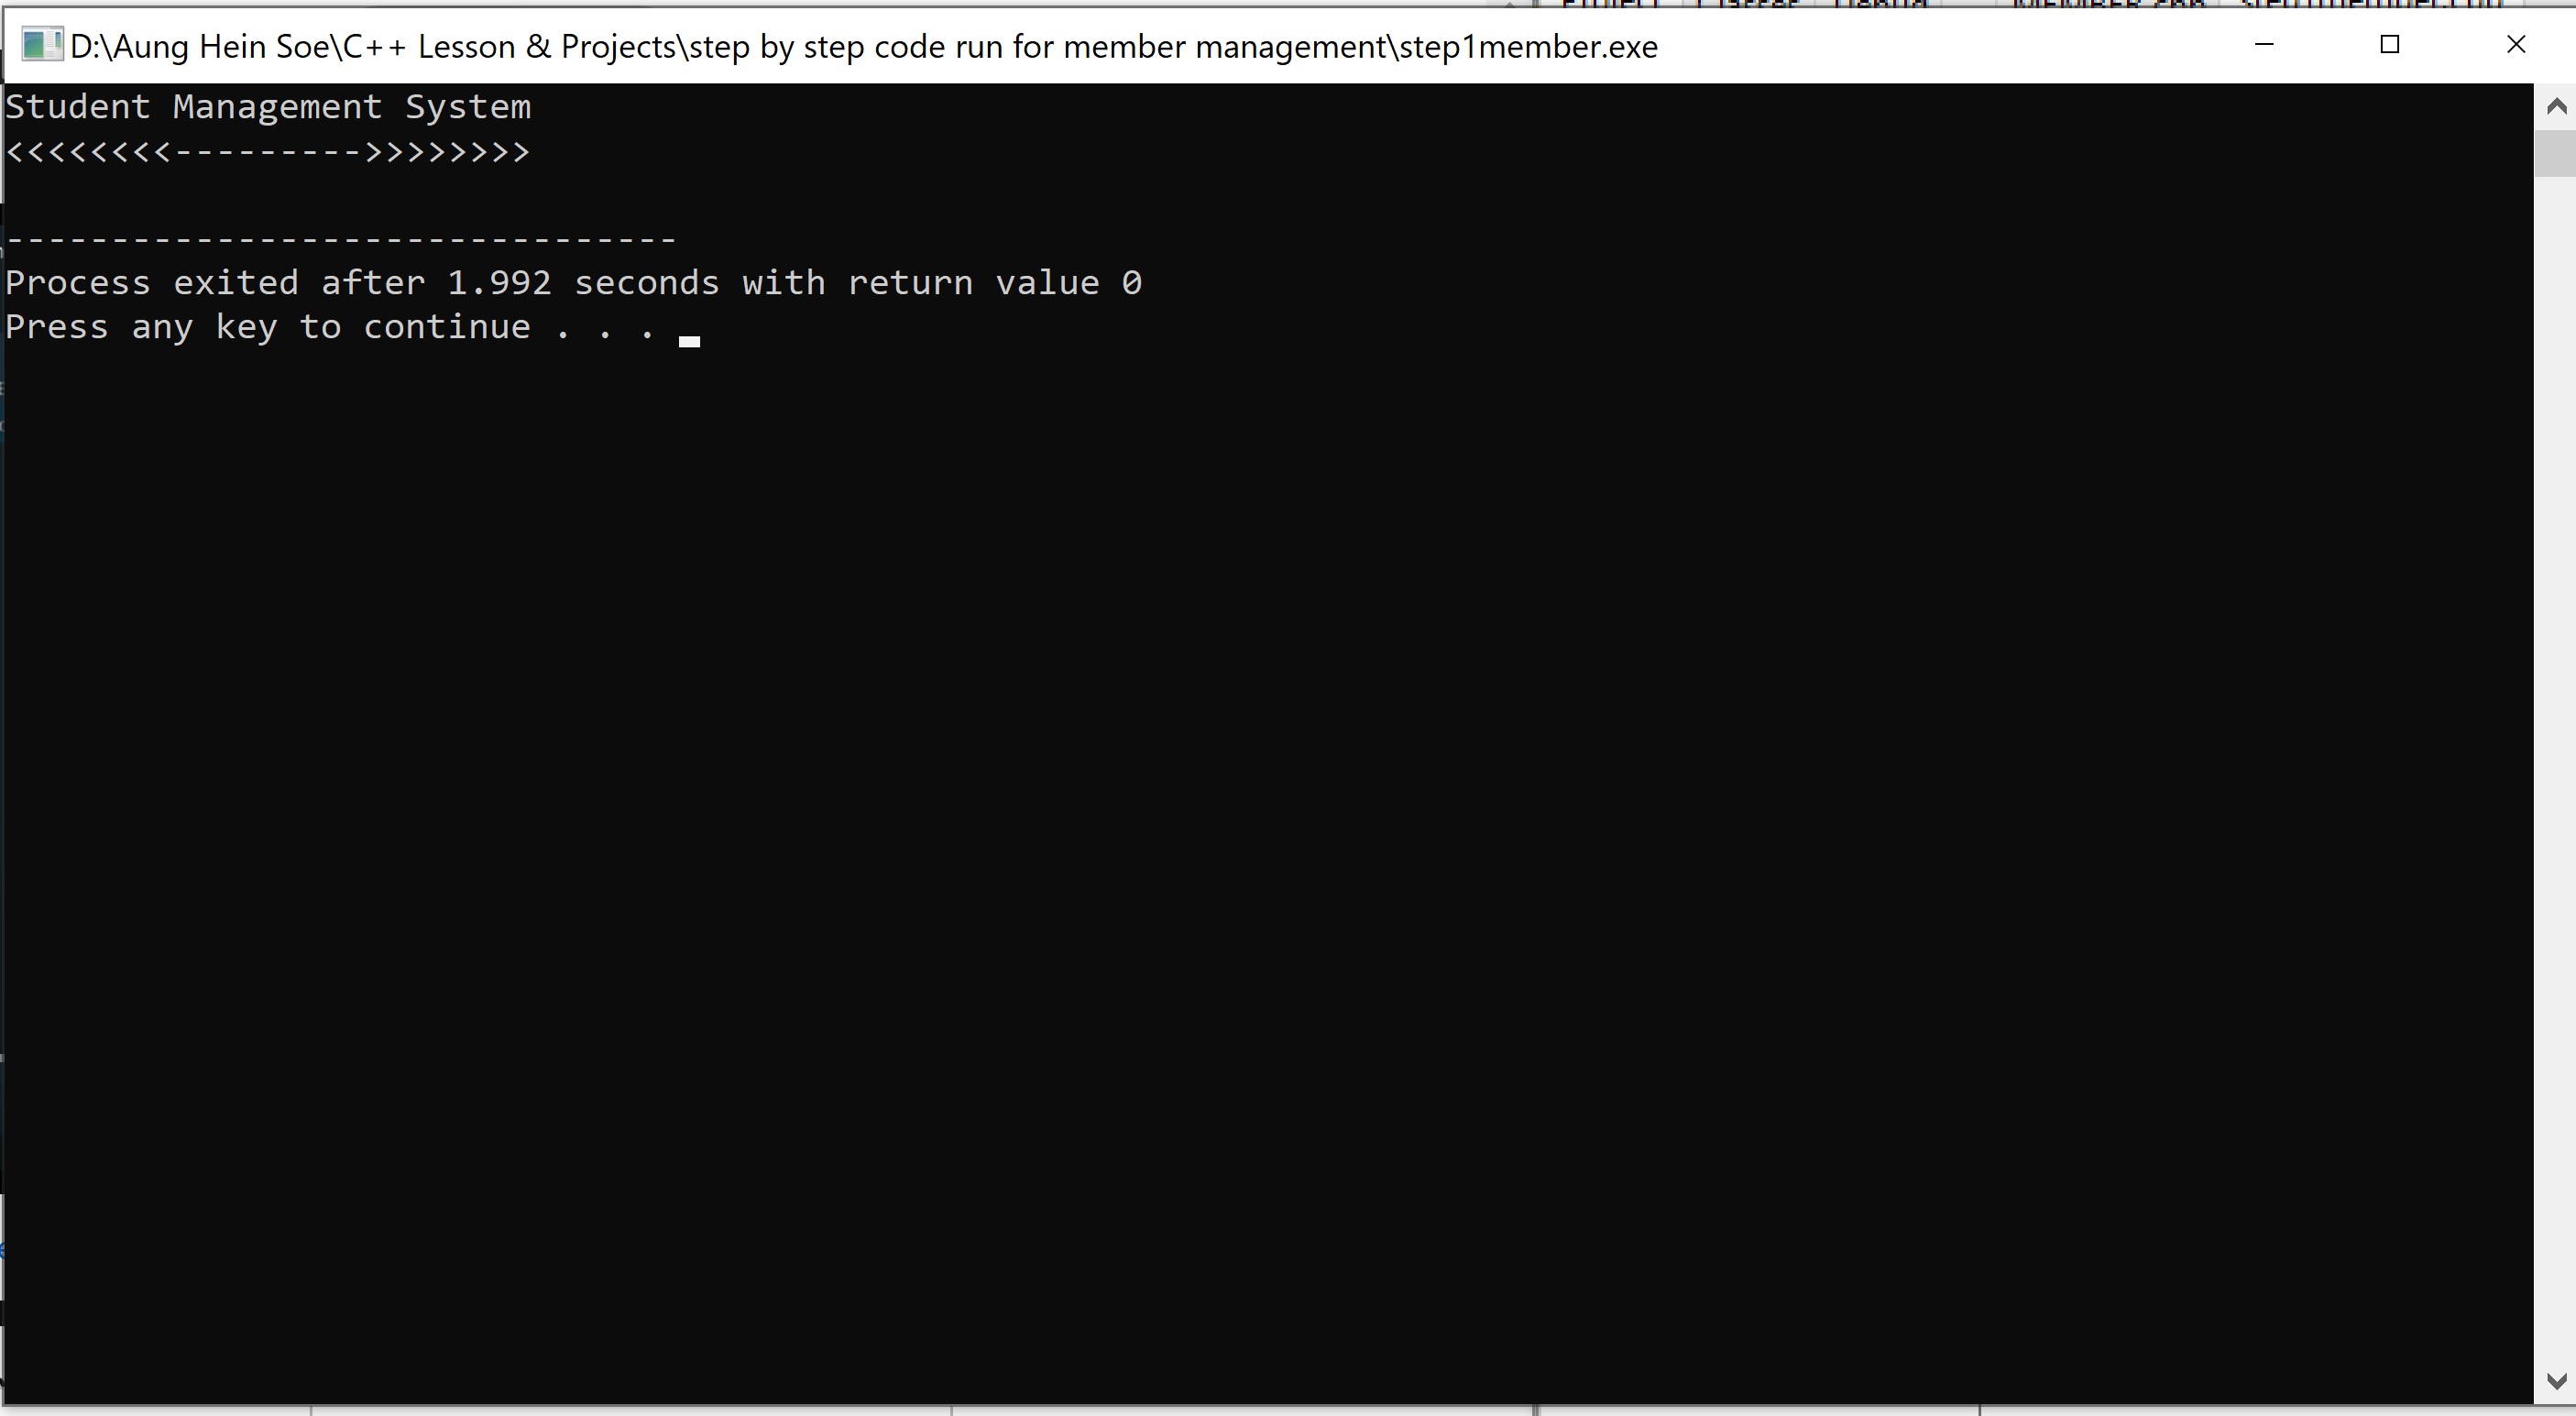 D:\Aung Hein Soe\C++ Lesson & Projects\step by step code run for member management\step1member.exe
Student Management System
<<<<<<<<--------->>>>>>>>
--------------------------------
Process exited after 1.992 seconds with return value 0
Press any key to continue . . .